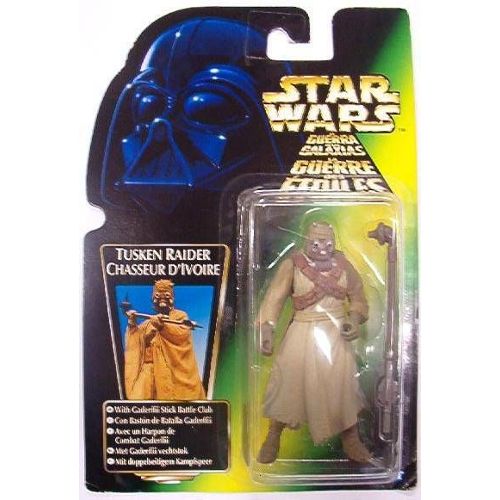 STAR
WARS
LA GUERRA
DE LAS
GALAXIAS
LA GUERRE
DES
ÉTOILES
TUSKEN RAIDER
CHASSEUR D'IVOIRE
With Gaderffii Stick Battle Club
Con Bastón de Batalla Gaderffii
Avec un Harpon de
Combat Gaderffii
Met Gaderffii vechtstok
Mit doppelseitigem Kampfspeer